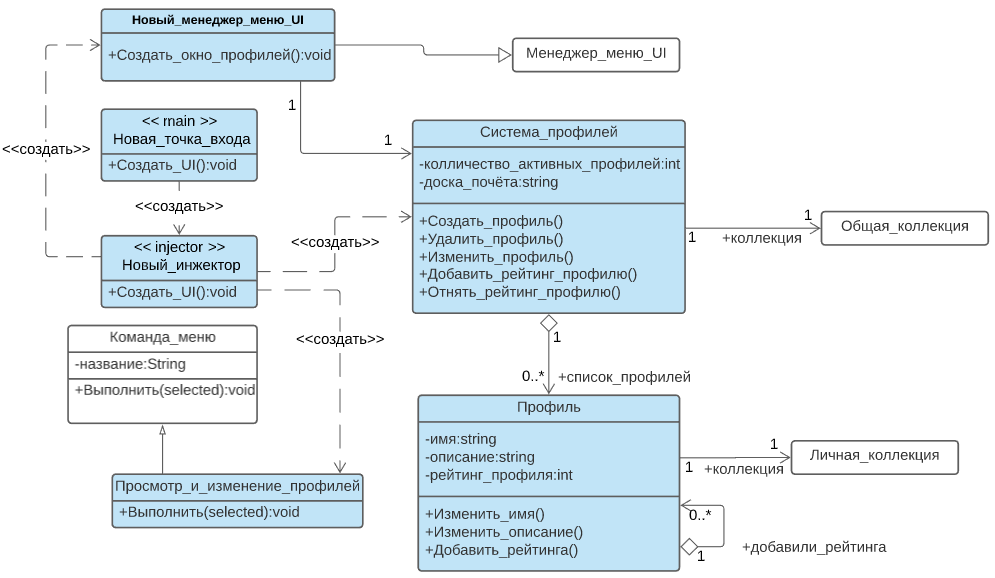 Новый_менеджер_меню_UI
+Создать_окно_профилей():void
Менеджер_меню_UI
1
1
<<создать>>
<< main >>
Новая_точка_входа
+Создать_UI():void
<<создать>>
<< injector >>
Новый_инжектор
+Создать_UI():void
<<создать>>
<<создать>>
Система_профилей
-колличество_активных_профилей:int
-доска_почёта:string
+Создать_профиль()
+Удалить_профиль()
+Изменить_профиль()
+Добавить_рейтинг_профилю()
+Отнять_рейтинг_профилю()
1
+коллекция
1
Общая_коллекция
Команда_меню
-название:String
+Выполнить(selected):void
Просмотр_и_изменение_профилей
+Выполнить(selected):void
1
0..*
+список_профилей
Профиль
-имя:string
-описание:string
-рейтинг_профиля:int
+Изменить_имя()
+Изменить_описание()
+Добавить_рейтинга()
1
+коллекция
1
Личная_коллекция
0..*
1
+добавили_рейтинга